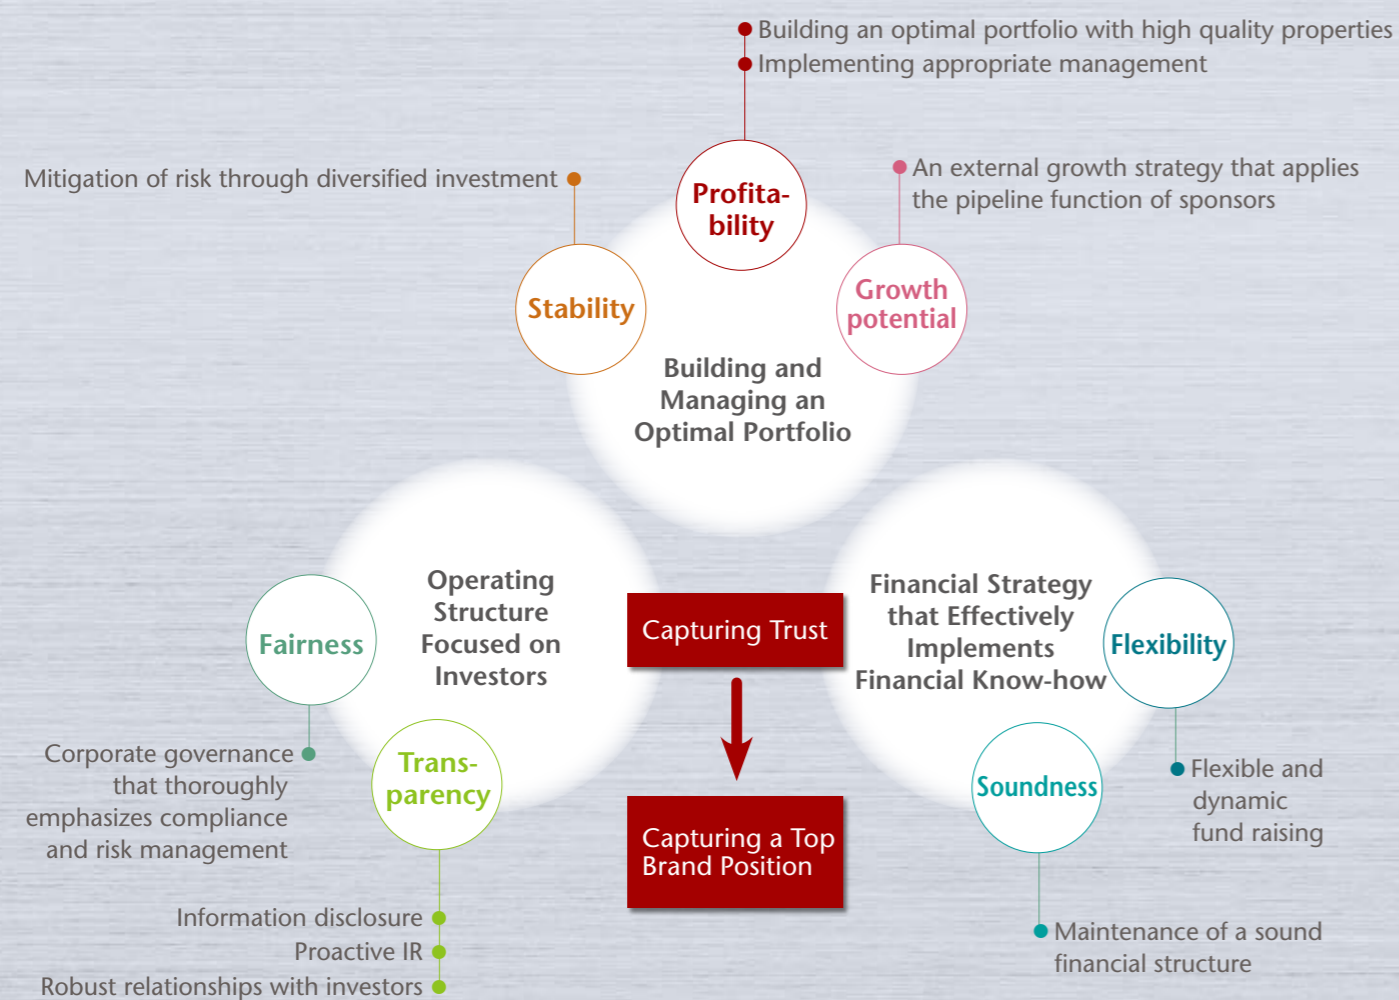 Building an optimal portfolio with high quality properties
Implementing appropriate management
Mitigation of risk through diversified investment
An external growth strategy that applies
the pipeline function of sponsors
Profita-
bility
Stability
Growth
potential
Building and
Managing an
Optimal Portfolio
Operating
Structure
Focused on
Investors
Fairness
Trans-
parency
Corporate governance
that thoroughly
emphasizes compliance
and risk management
Information disclosure
Proactive IR
Robust relationships with investors
Capturing Trust
Capturing a Top
Brand Position
Financial Strategy
that Effectively
Implements
Financial Know-how
Flexibility
Soundness
Flexible and
dynamic
fund raising
Maintenance of a sound
financial structure